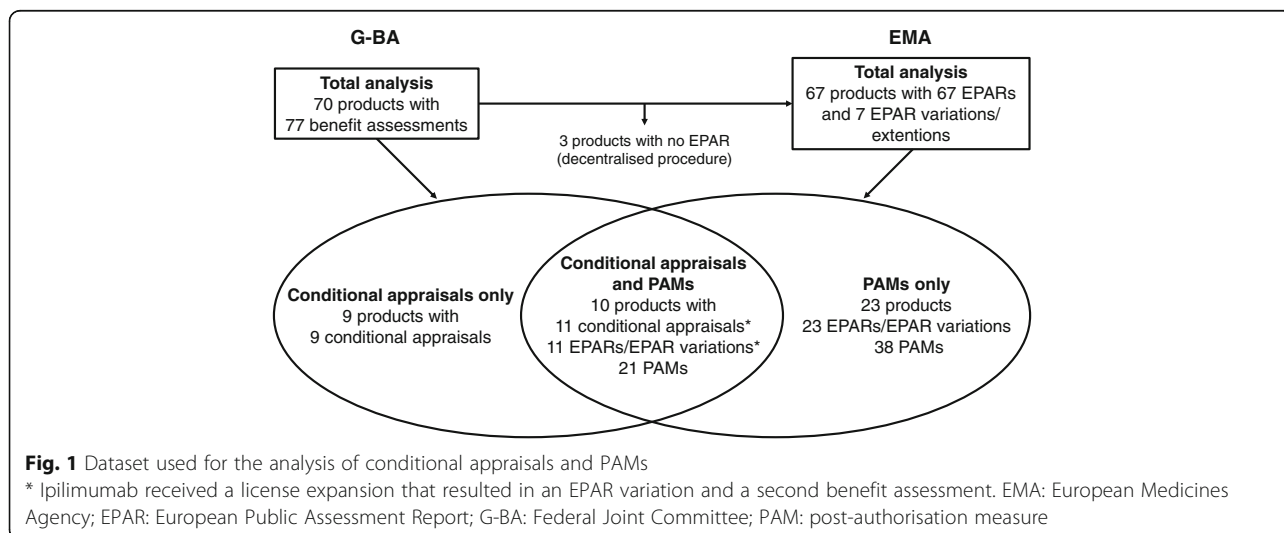 G-BA
EMA
Total analysis
70 products with
77 benefit assessments
Total analysis
67 products with 67 EPARs
and 7 EPAR variations/
extentions
3 products with no EPAR
(decentralised procedure)
Conditional appraisals only
9 products with
9 conditional appraisals
Conditional appraisals
and PAMs
10 products with
11 conditional appraisals*
11 EPARs/EPAR variations*
21 PAMs
PAMs only
23 products
23 EPARs/EPAR variations
38 PAMs
Fig. 1 Dataset used for the analysis of conditional appraisals and PAMs
* Ipilimumab received a license expansion that resulted in an EPAR variation and a second benefit assessment. EMA: European Medicines
Agency; EPAR: European Public Assessment Report; G-BA: Federal Joint Committee; PAM: post-authorisation measure